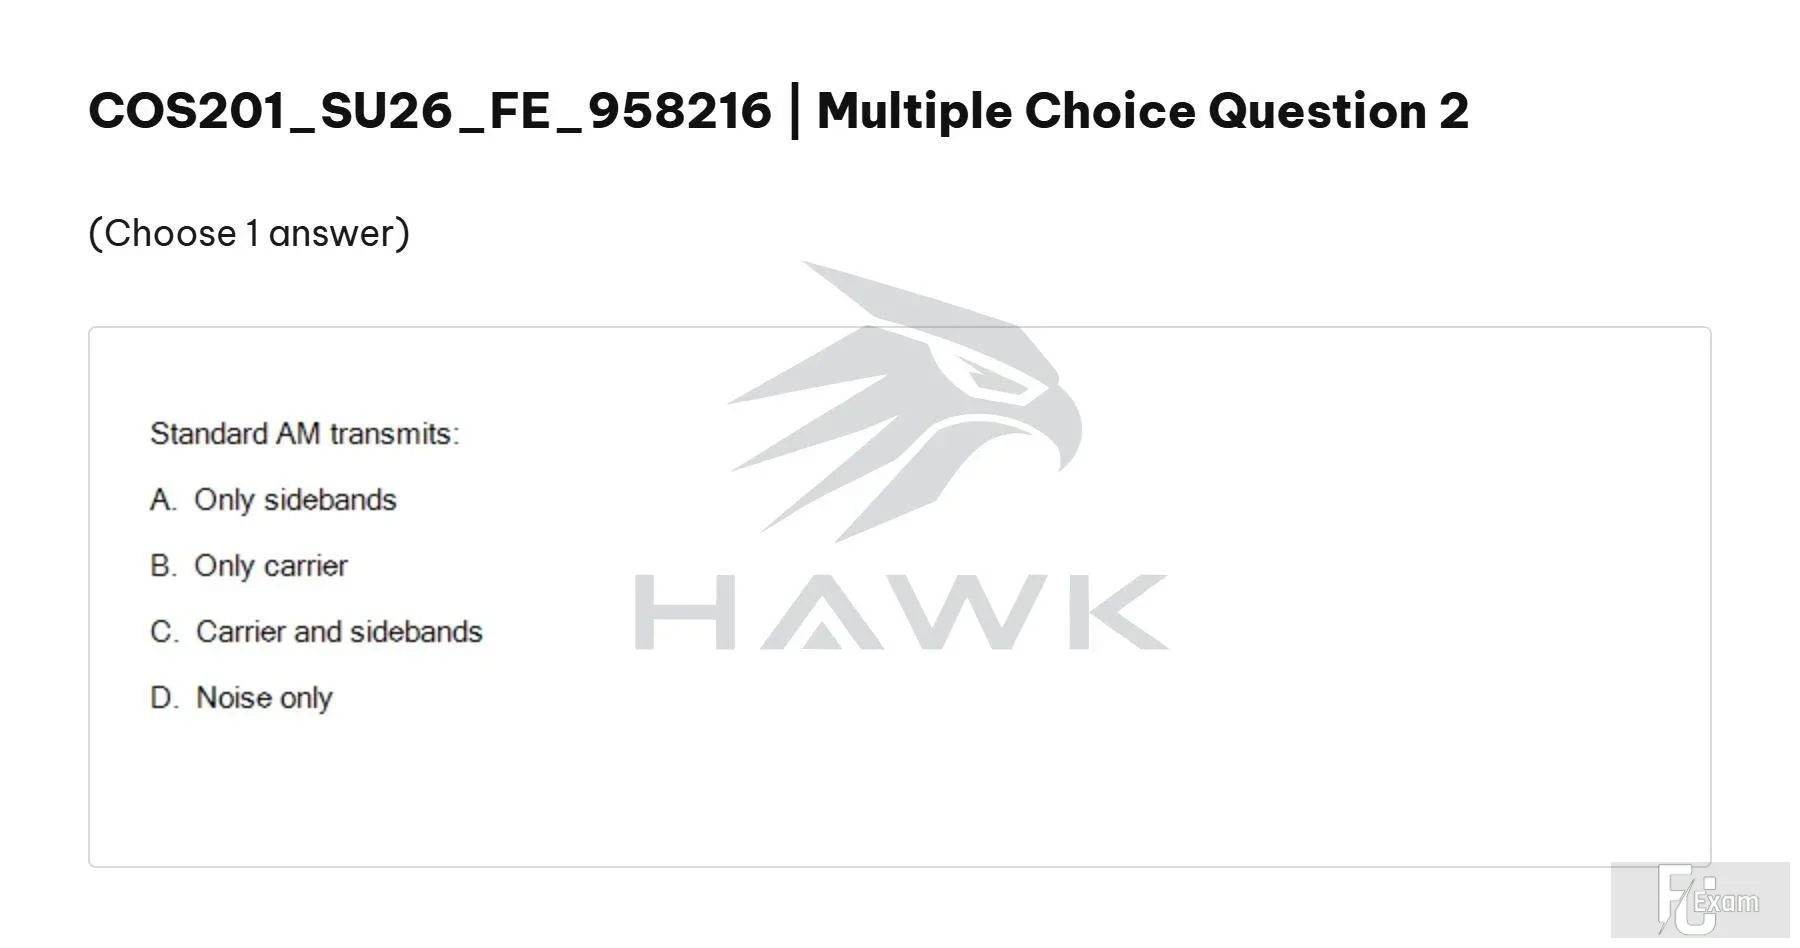 COS201_SU26_FE_958216 | Multiple Choice Question 2
(Choose 1 answer)
Standard AM transmits:
A. Only sidebands
B. Only carrier
C. Carrier and sidebands
D. Noise only
HAWK
FU Exam